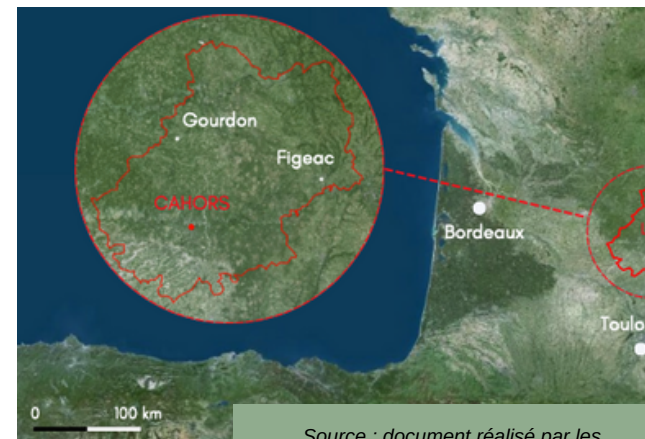 Gourdon
Figeac
CAHORS
Bordeaux
Toulo
0 100 km
Source : document réalisé par les